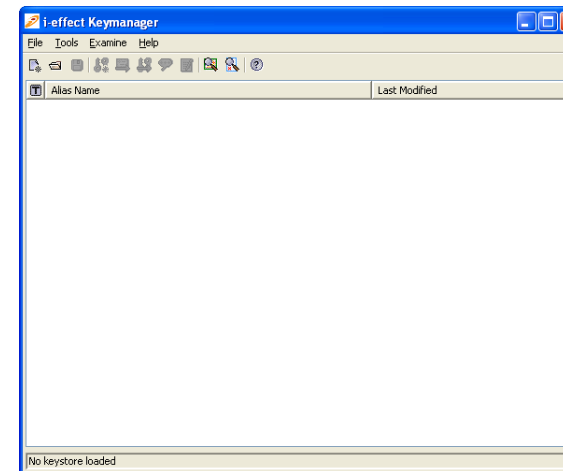 i-effect Keymanager
File Tools Examine Help
T Alias Name Last Modified
No keystore loaded